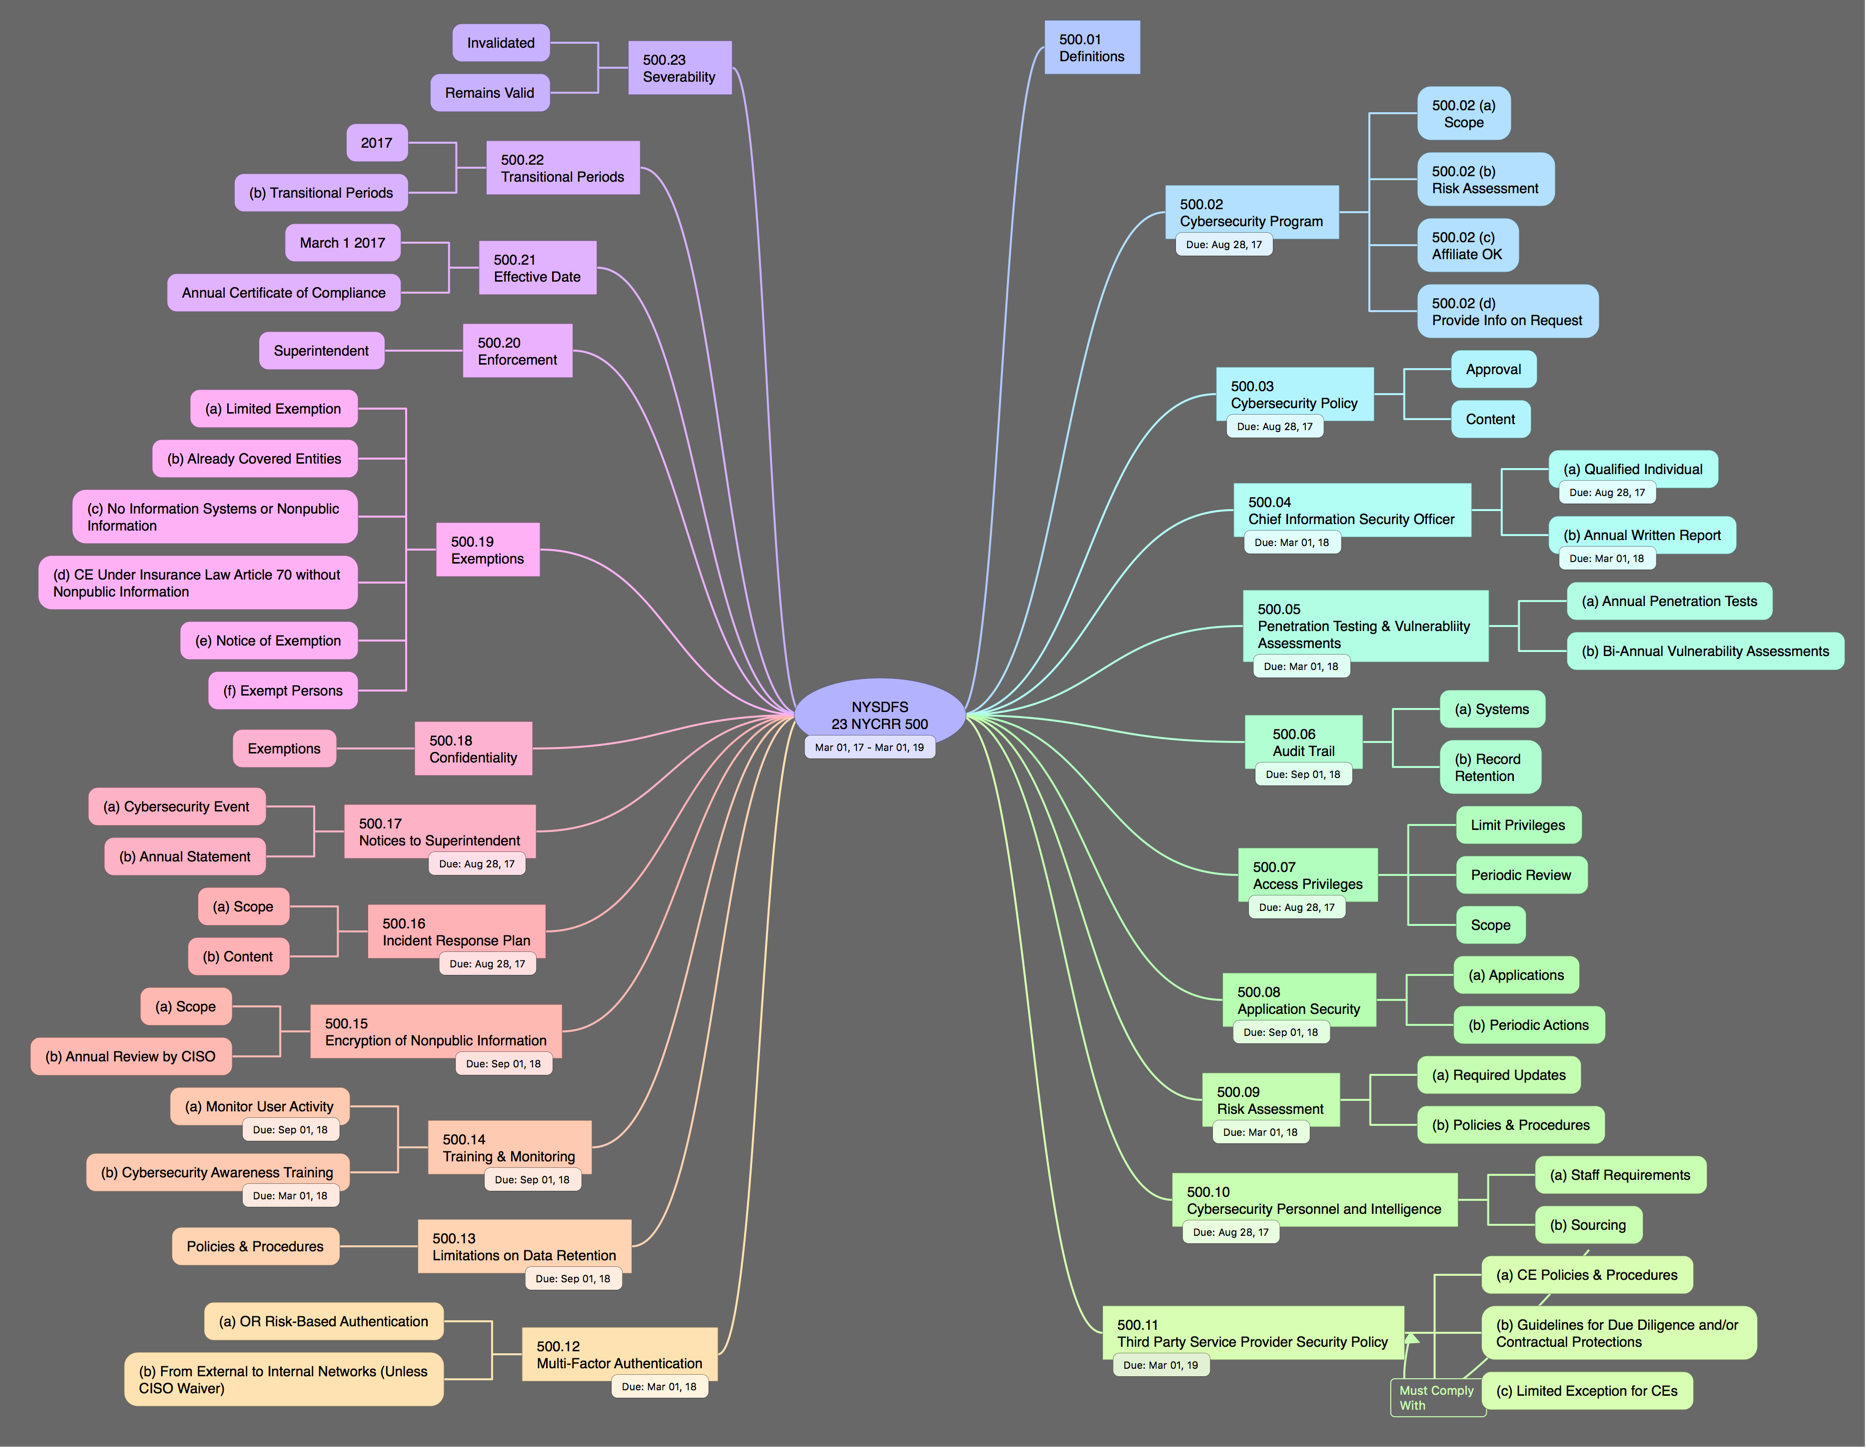 NYSDFS
23 NYCRR 500
Mar 01, 17 - Mar 01, 19
500.01
Definitions
500.02
Cybersecurity Program
Due: Aug 28, 17
500.02 (a)
Scope
500.02 (b)
Risk Assessment
500.02 (c)
Affiliate OK
500.02 (d)
Provide Info on Request
500.03
Cybersecurity Policy
Due: Aug 28, 17
Approval
Content
500.04
Chief Information Security Officer
Due: Mar 01, 18
(a) Qualified Individual
Due: Aug 28, 17
(b) Annual Written Report
Due: Mar 01, 18
500.05
Penetration Testing & Vulnerabliity
Assessments
Due: Mar 01, 18
(a) Annual Penetration Tests
(b) Bi-Annual Vulnerability Assessments
500.06
Audit Trail
Due: Sep 01, 18
(a) Systems
(b) Record
Retention
500.07
Access Privileges
Due: Aug 28, 17
Limit Privileges
Periodic Review
Scope
500.08
Application Security
Due: Sep 01, 18
(a) Applications
(b) Periodic Actions
500.09
Risk Assessment
Due: Mar 01, 18
(a) Required Updates
(b) Policies & Procedures
500.10
Cybersecurity Personnel and Intelligence
Due: Aug 28, 17
(a) Staff Requirements
(b) Sourcing
500.11
Third Party Service Provider Security Policy
Due: Mar 01, 19
(a) CE Policies & Procedures
(b) Guidelines for Due Diligence and/or
Contractual Protections
(c) Limited Exception for CEs
Must Comply
With
500.12
Multi-Factor Authentication
Due: Mar 01, 18
(a) OR Risk-Based Authentication
(b) From External to Internal Networks (Unless
CISO Waiver)
500.13
Limitations on Data Retention
Due: Sep 01, 18
Policies & Procedures
500.14
Training & Monitoring
Due: Sep 01, 18
(a) Monitor User Activity
Due: Sep 01, 18
(b) Cybersecurity Awareness Training
Due: Mar 01, 18
500.15
Encryption of Nonpublic Information
Due: Sep 01, 18
(a) Scope
(b) Annual Review by CISO
500.16
Incident Response Plan
Due: Aug 28, 17
(a) Scope
(b) Content
500.17
Notices to Superintendent
Due: Aug 28, 17
(a) Cybersecurity Event
(b) Annual Statement
500.18
Confidentiality
Exemptions
500.19
Exemptions
(a) Limited Exemption
(b) Already Covered Entities
(c) No Information Systems or Nonpublic
Information
(d) CE Under Insurance Law Article 70 without
Nonpublic Information
(e) Notice of Exemption
(f) Exempt Persons
500.20
Enforcement
Superintendent
500.21
Effective Date
March 1 2017
Annual Certificate of Compliance
500.22
Transitional Periods
2017
(b) Transitional Periods
500.23
Severability
Invalidated
Remains Valid